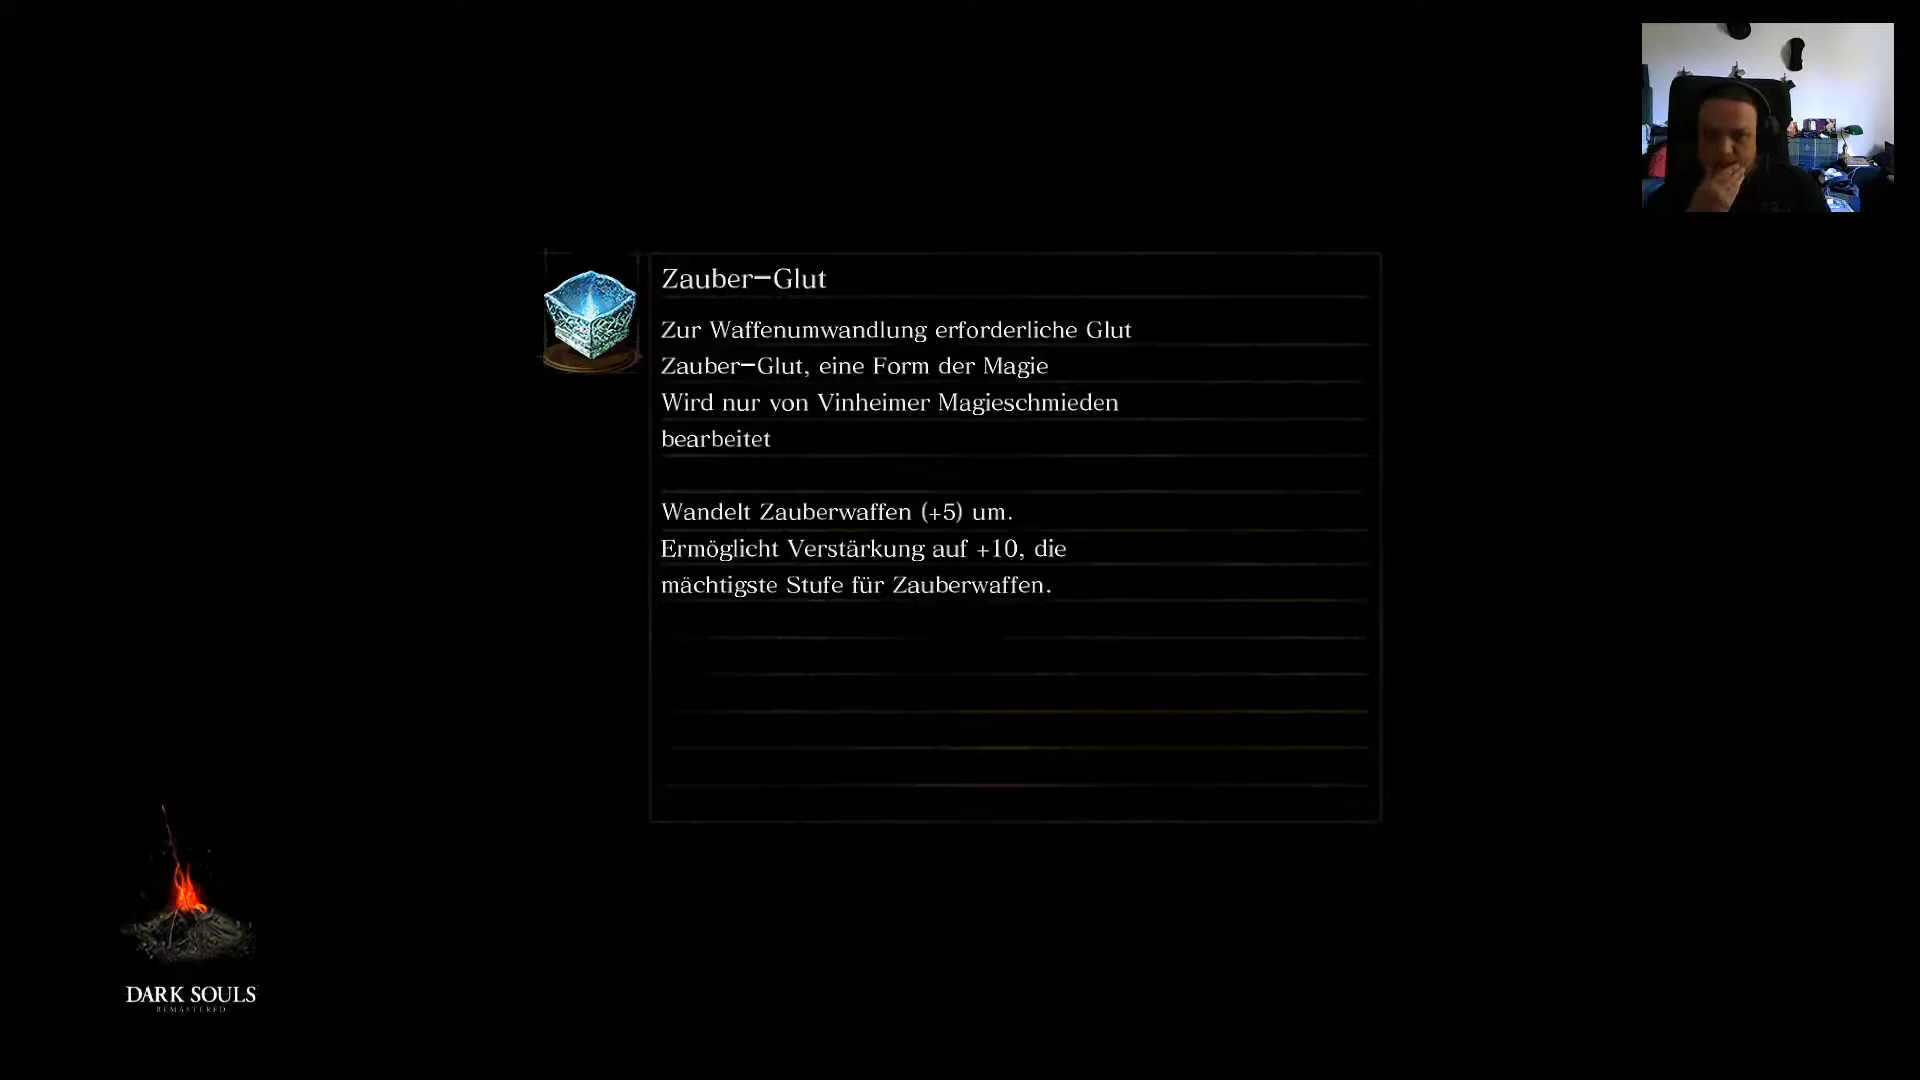 Zauber-Glut
Zur Waffenumwandlung erforderliche Glut
Zauber-Glut, eine Form der Magie
Wird nur von Vinheimer Magieschmieden
bearbeitet
Wandelt Zauberwaffen (+5) um.
Ermöglicht Verstärkung auf +10, die
mächtigste Stufe für Zauberwaffen.
DARK SOULS
REMASTERED